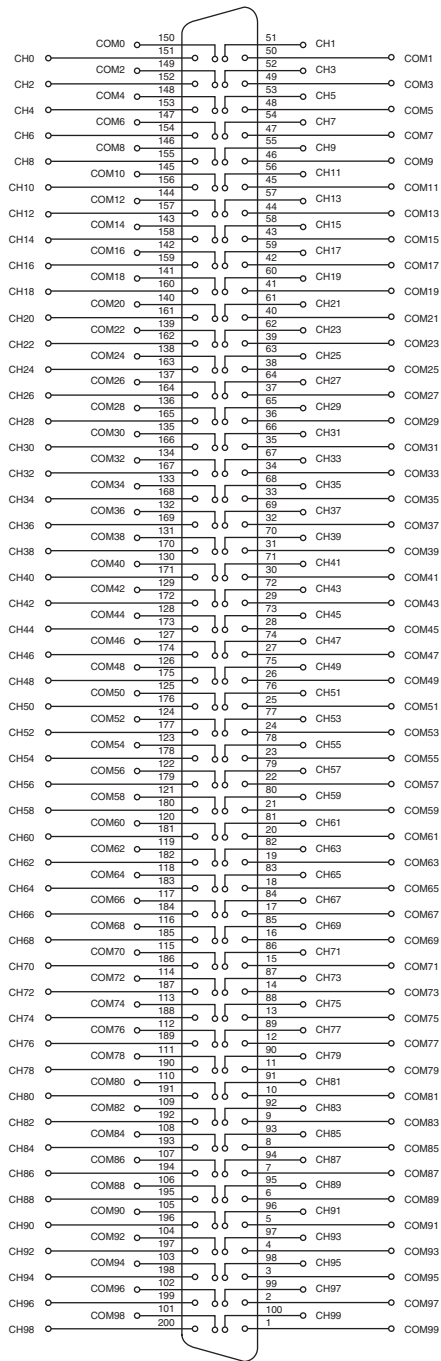 COM0 150 51 CH1
CH0 151 50 COM1
COM2 149 52 CH3
CH2 152 49 COM3
COM4 148 53 CH5
CH4 153 48 COM5
COM6 147 54 CH7
CH6 154 47 COM7
COM8 146 55 CH9
CH8 155 46 COM9
COM10 145 56 CH11
CH10 156 45 COM11
COM12 144 57 CH13
CH12 157 44 COM13
COM14 143 58 CH15
CH14 158 43 COM15
COM16 142 59 CH17
CH16 159 42 COM17
COM18 141 60 CH19
CH18 160 41 COM19
COM20 140 61 CH21
CH20 161 40 COM21
COM22 139 62 CH23
CH22 162 39 COM23
COM24 138 63 CH25
CH24 163 38 COM25
COM26 137 64 CH27
CH26 164 37 COM27
COM28 136 65 CH29
CH28 165 36 COM29
COM30 135 66 CH31
CH30 166 35 COM31
COM32 134 67 CH33
CH32 167 34 COM33
COM34 133 68 CH35
CH34 168 33 COM35
COM36 132 69 CH37
CH36 169 32 COM37
COM38 131 70 CH39
CH38 170 31 COM39
COM40 130 71 CH41
CH40 171 30 COM41
COM42 129 72 CH43
CH42 172 29 COM43
COM44 128 73 CH45
CH44 173 28 COM45
COM46 127 74 CH47
CH46 174 27 COM47
COM48 126 75 CH49
CH48 175 26 COM49
COM50 125 76 CH51
CH50 176 25 COM51
COM52 124 77 CH53
CH52 177 24 COM53
COM54 123 78 CH55
CH54 178 23 COM55
COM56 122 79 CH57
CH56 179 22 COM57
COM58 121 80 CH59
CH58 180 21 COM59
COM60 120 81 CH61
CH60 181 20 COM61
COM62 119 82 CH63
CH62 182 19 COM63
COM64 118 83 CH65
CH64 183 18 COM65
COM66 117 84 CH67
CH66 184 17 COM67
COM68 116 85 CH69
CH68 185 16 COM69
COM70 115 86 CH71
CH70 186 15 COM71
COM72 114 87 CH73
CH72 187 14 COM73
COM74 113 88 CH75
CH74 188 13 COM75
COM76 112 89 CH77
CH76 189 12 COM77
COM78 111 90 CH79
CH78 190 11 COM79
COM80 110 91 CH81
CH80 191 10 COM81
COM82 109 92 CH83
CH82 192 9 COM83
COM84 108 93 CH85
CH84 193 8 COM85
COM86 107 94 CH87
CH86 194 7 COM87
COM88 106 95 CH89
CH88 195 6 COM89
COM90 105 96 CH91
CH90 196 5 COM91
COM92 104 97 CH93
CH92 197 4 COM93
COM94 103 98 CH95
CH94 198 3 COM95
COM96 102 99 CH97
CH96 199 2 COM97
COM98 101 100 CH99
CH98 200 1 COM99